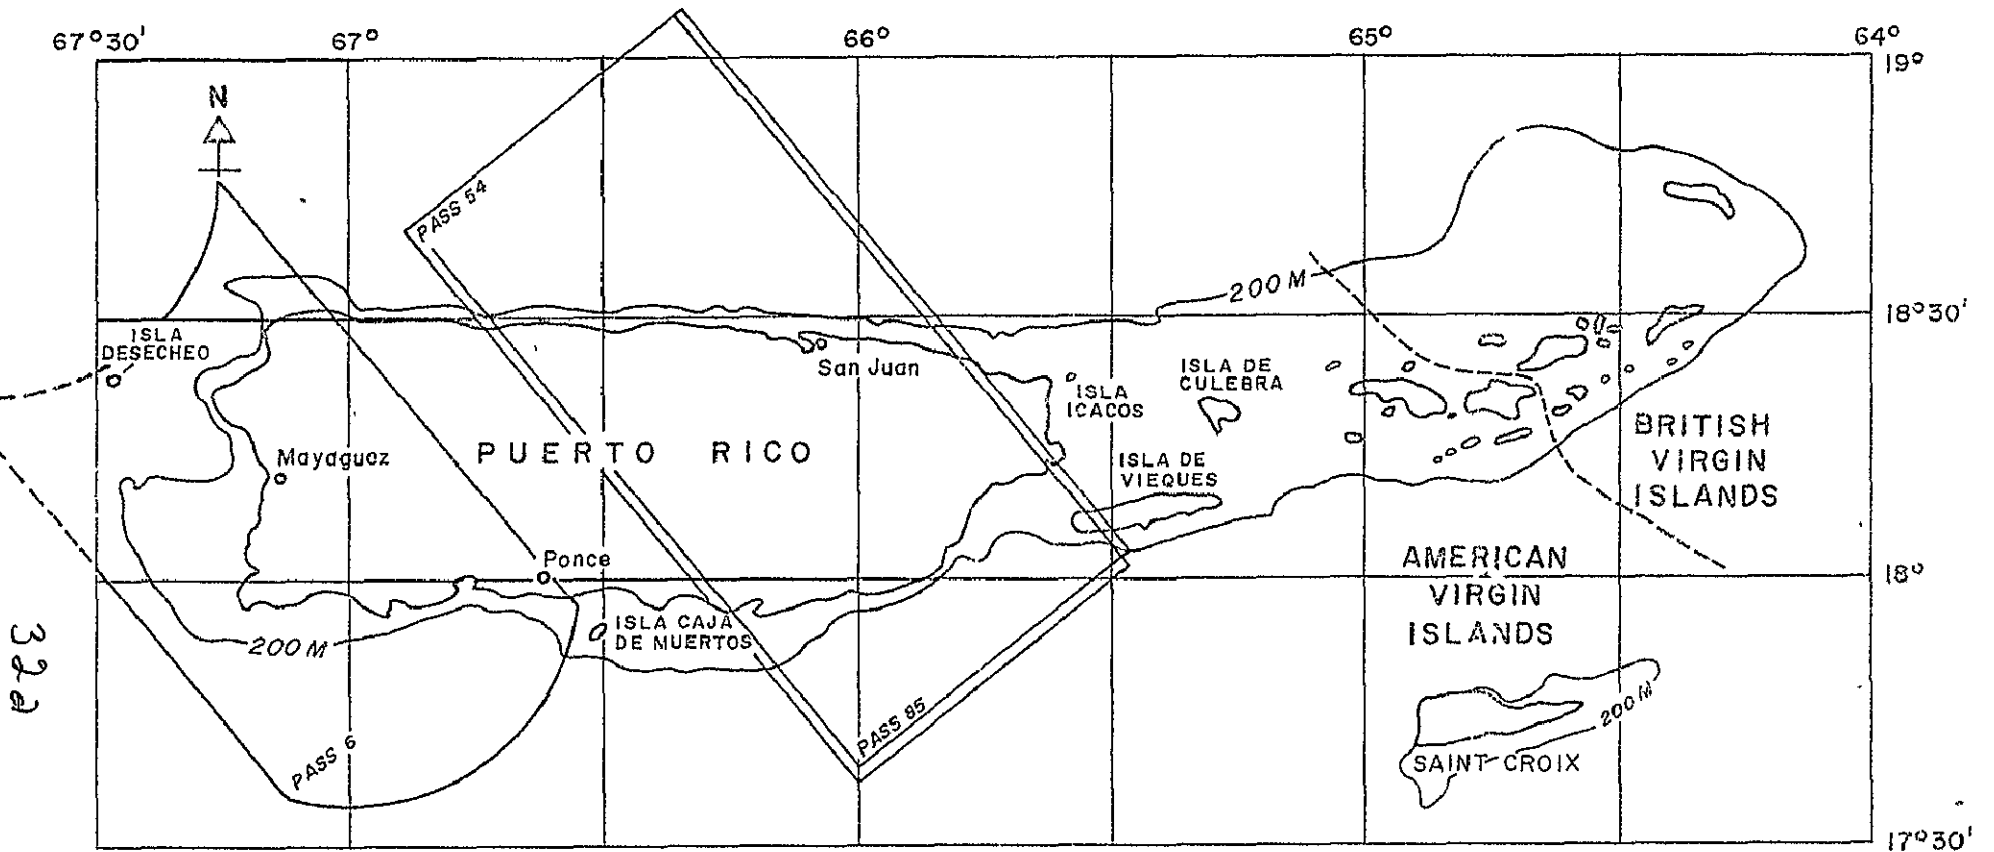 67°30' 67° 66° 65° 64°
19°
N
PASS 54
200 M
18°30'
ISLA
DESECHEO
San Juan
ISLA DE
CULEBRA
ISLA
ICACOS
Mayaguez
PUERTO RICO
ISLA DE
VIEQUES
BRITISH
VIRGIN
ISLANDS
Ponce
AMERICAN
VIRGIN
ISLANDS
18°
ISLA CAJA
DE MUERTOS
200 M
32a
PASS 85
PASS 6
200 M
SAINT CROIX
17°30'